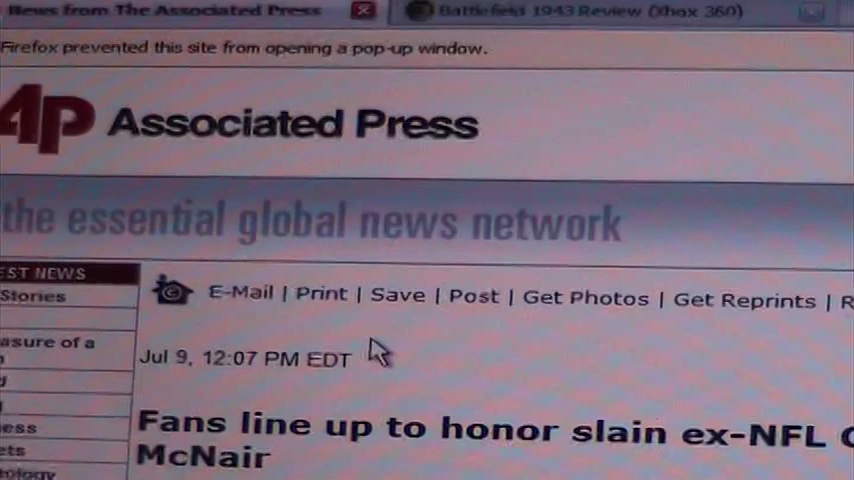 News from The Associated Press
Battlefield 1943 Review (Xbox 360)
Firefox prevented this site from opening a pop-up window.
AP Associated Press
the essential global news network
EST NEWS
Stories
asure of a
E-Mail | Print | Save | Post | Get Photos | Get Reprints | R
Jul 9, 12:07 PM EDT
ess
ets
Fans line up to honor slain ex-NFL
McNair